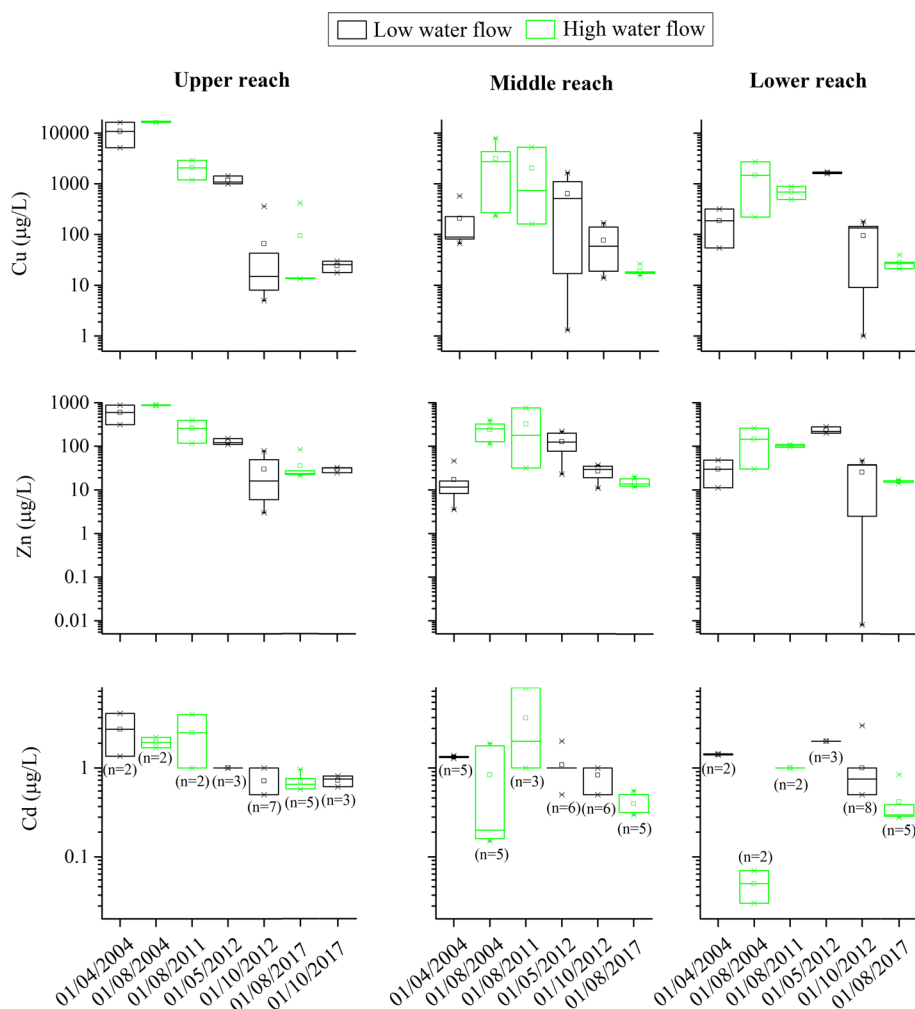 Low water flow High water flow
Upper reach Middle reach Lower reach
Cu (µg/L)
10000
1000
100
10
1
Zn (µg/L)
1000
100
10
1
0.1
0.01
Cd (µg/L)
1
0.1
(n=2) (n=2) (n=2) (n=3) (n=7) (n=5) (n=3)
(n=5) (n=5) (n=3) (n=6) (n=6) (n=5)
(n=2) (n=2) (n=2) (n=3) (n=8) (n=5)
01/04/2004 01/08/2004 01/08/2011 01/05/2012 01/10/2012 01/08/2017 01/10/2017
01/04/2004 01/08/2004 01/08/2011 01/05/2012 01/10/2012 01/08/2017
01/04/2004 01/08/2004 01/08/2011 01/05/2012 01/10/2012 01/08/2017